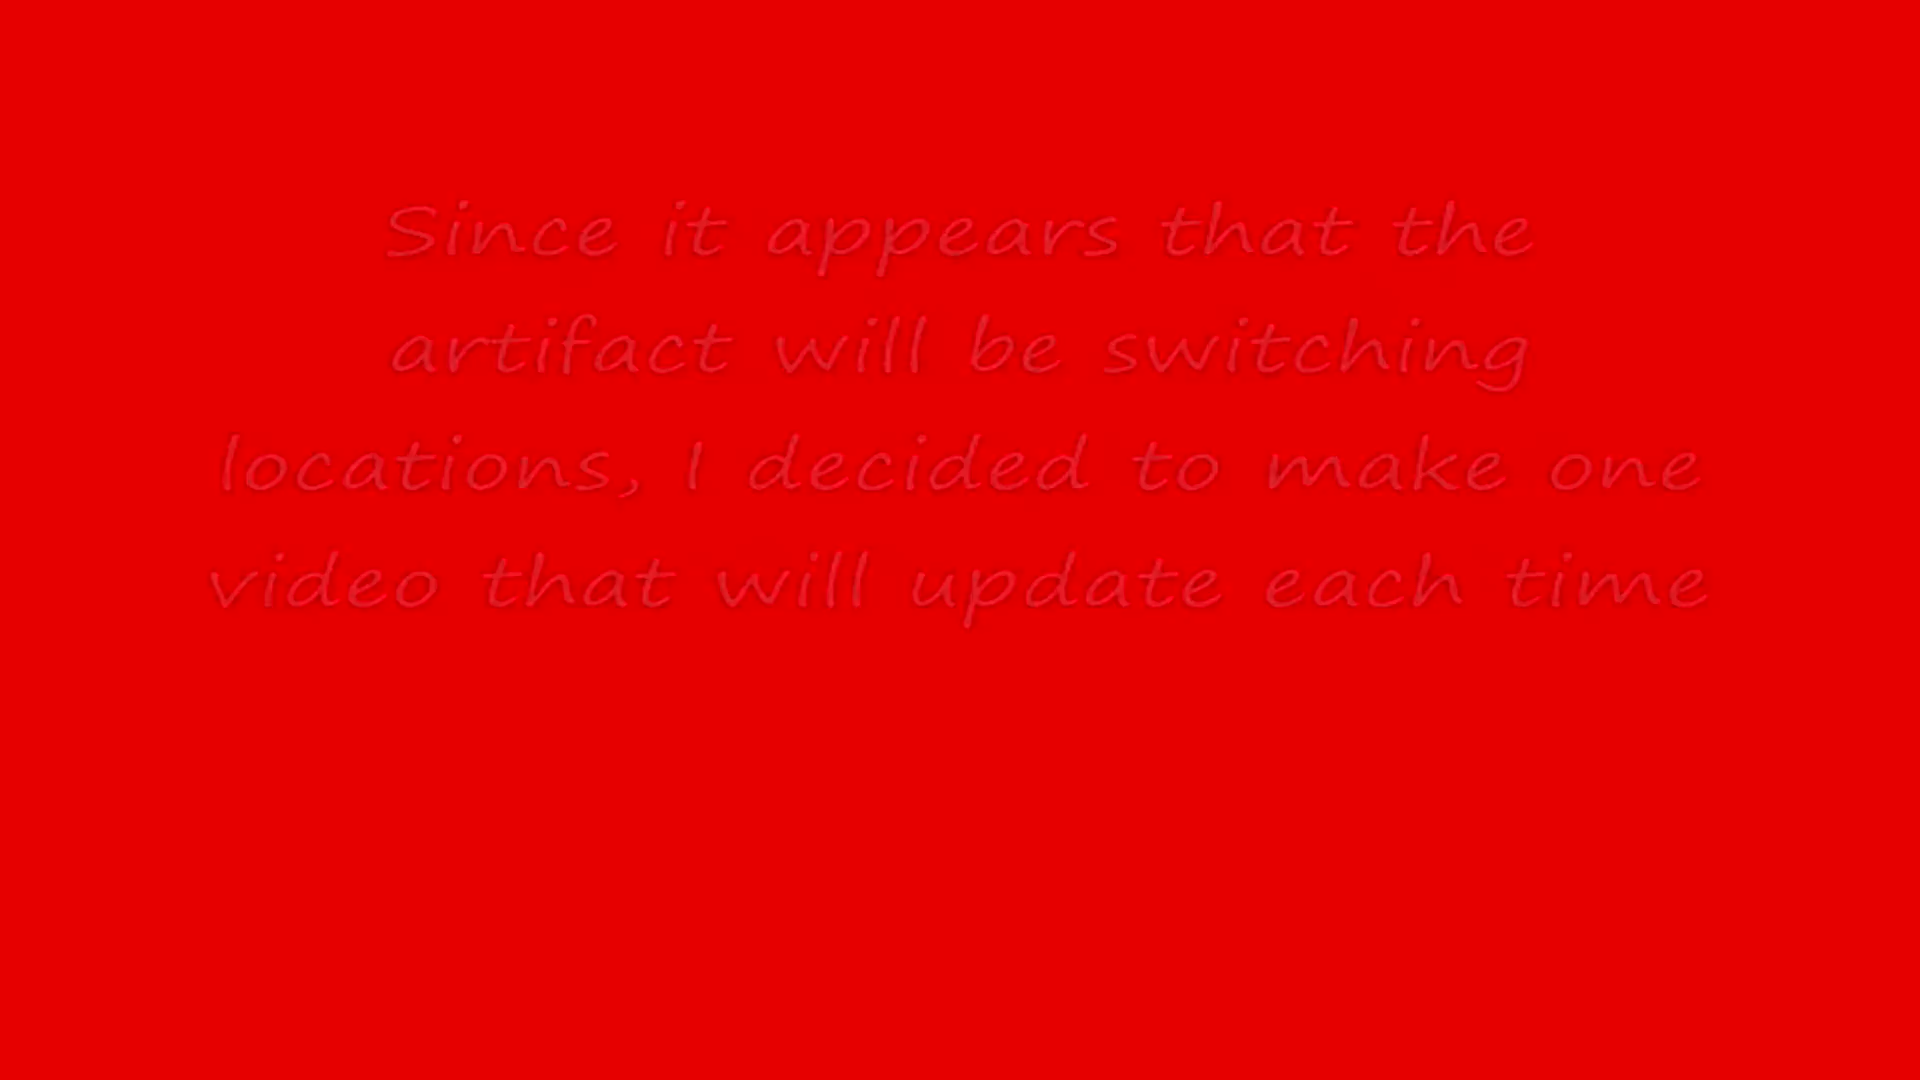 Since it appears that the
artifact will be switching
locations, I decided to make one
video that will update each time